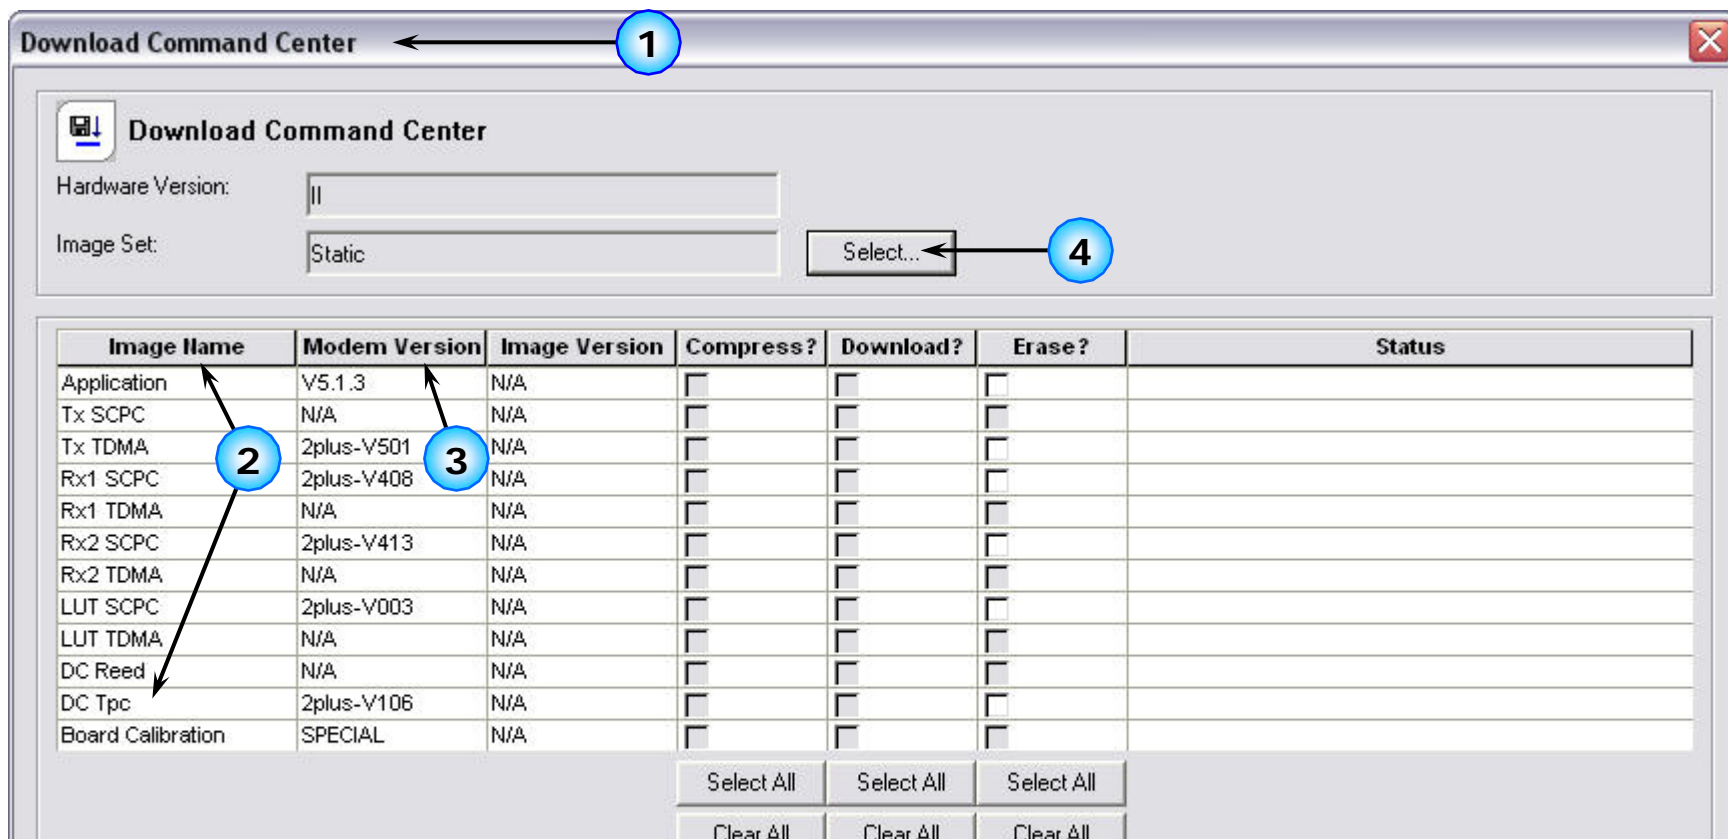 Download Command Center
1
Download Command Center
Hardware Version:
II
Image Set:
Static
Select...
4
Image Name Modem Version Image Version Compress? Download? Erase? Status
Application V5.1.3 N/A
Tx SCPC N/A N/A
Tx TDMA 2plus-V501 N/A
2
3
Rx1 SCPC 2plus-V408 N/A
Rx1 TDMA N/A N/A
Rx2 SCPC 2plus-V413 N/A
Rx2 TDMA N/A N/A
LUT SCPC 2plus-V003 N/A
LUT TDMA N/A N/A
DC Reed N/A N/A
DC Tpc 2plus-V106 N/A
Board Calibration SPECIAL N/A
Select All Select All Select All
Clear All Clear All Clear All